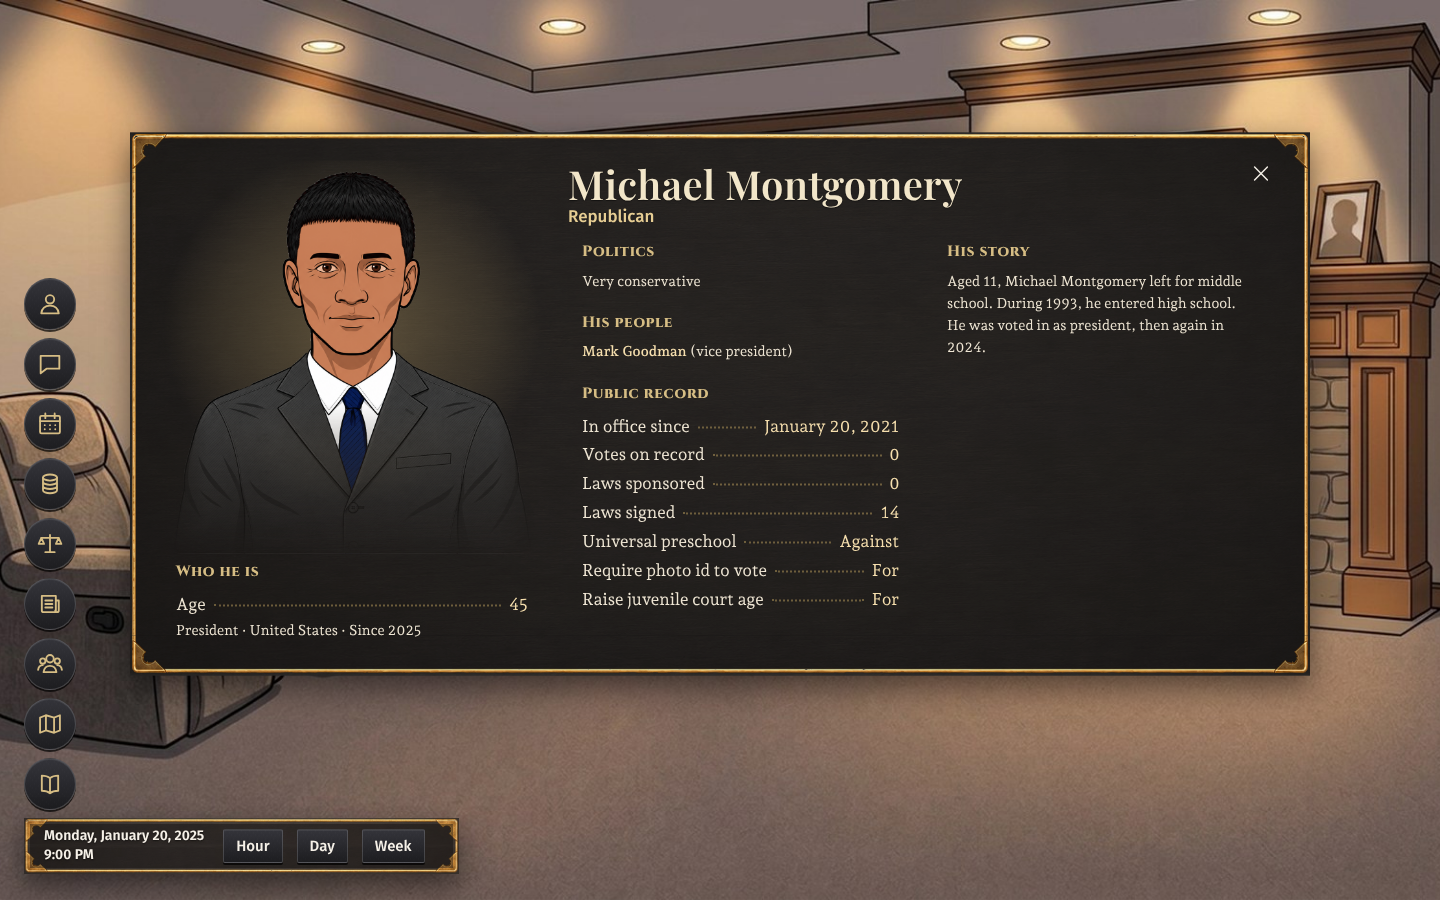 Michael Montgomery
Republican
Politics
Very conservative
His people
Mark Goodman (vice president)
Public record
In office since January 20, 2021
Votes on record 0
Laws sponsored 0
Laws signed 14
Universal preschool Against
Require photo id to vote For
Raise juvenile court age For
His story
Aged 11, Michael Montgomery left for middle
school. During 1993, he entered high school.
He was voted in as president, then again in
2024.
Who he is
Age 45
President · United States · Since 2025
Monday, January 20, 2025
9:00 PM
Hour
Day
Week